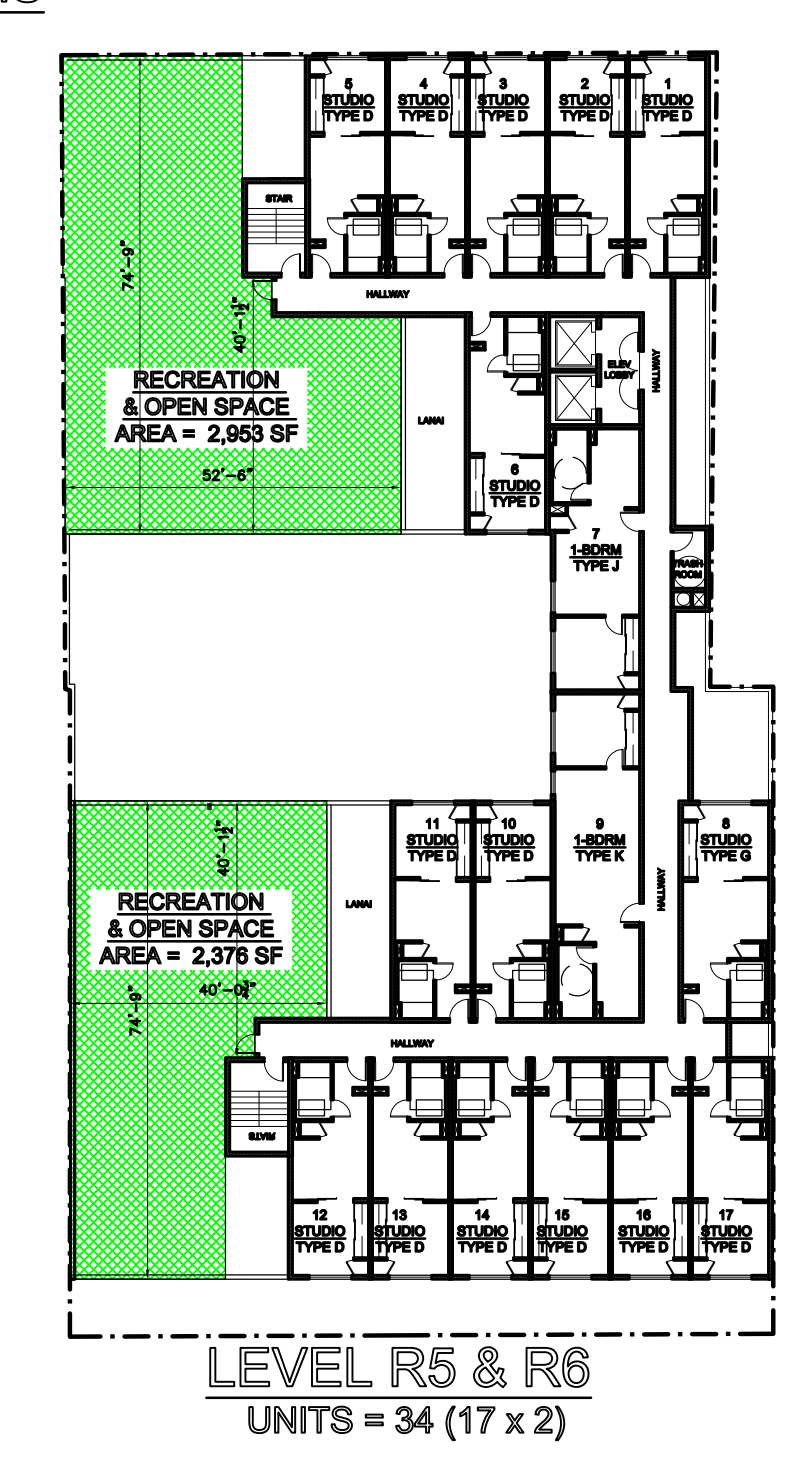 5
STUDIO
TYPE D
4
STUDIO
TYPE D
3
STUDIO
TYPE D
2
STUDIO
TYPE D
1
STUDIO
TYPE D
STAIR
74'-9"
HALLWAY
40'-1½"
ELEV
LOBBY
HALLWAY
RECREATION
& OPEN SPACE
AREA = 2,953 SF
LANAI
52'-6"
6
STUDIO
TYPE D
7
1-BDRM
TYPE J
TRASH
ROOM
11
STUDIO
TYPE D
10
STUDIO
TYPE D
9
1-BDRM
TYPE K
8
STUDIO
TYPE G
40'-1½"
HALLWAY
RECREATION
& OPEN SPACE
AREA = 2,376 SF
LANAI
40'-0¾"
74'-9"
HALLWAY
STAIR
12
STUDIO
TYPE D
13
STUDIO
TYPE D
14
STUDIO
TYPE D
15
STUDIO
TYPE D
16
STUDIO
TYPE D
17
STUDIO
TYPE D
LEVEL R5 & R6
UNITS = 34 (17 x 2)